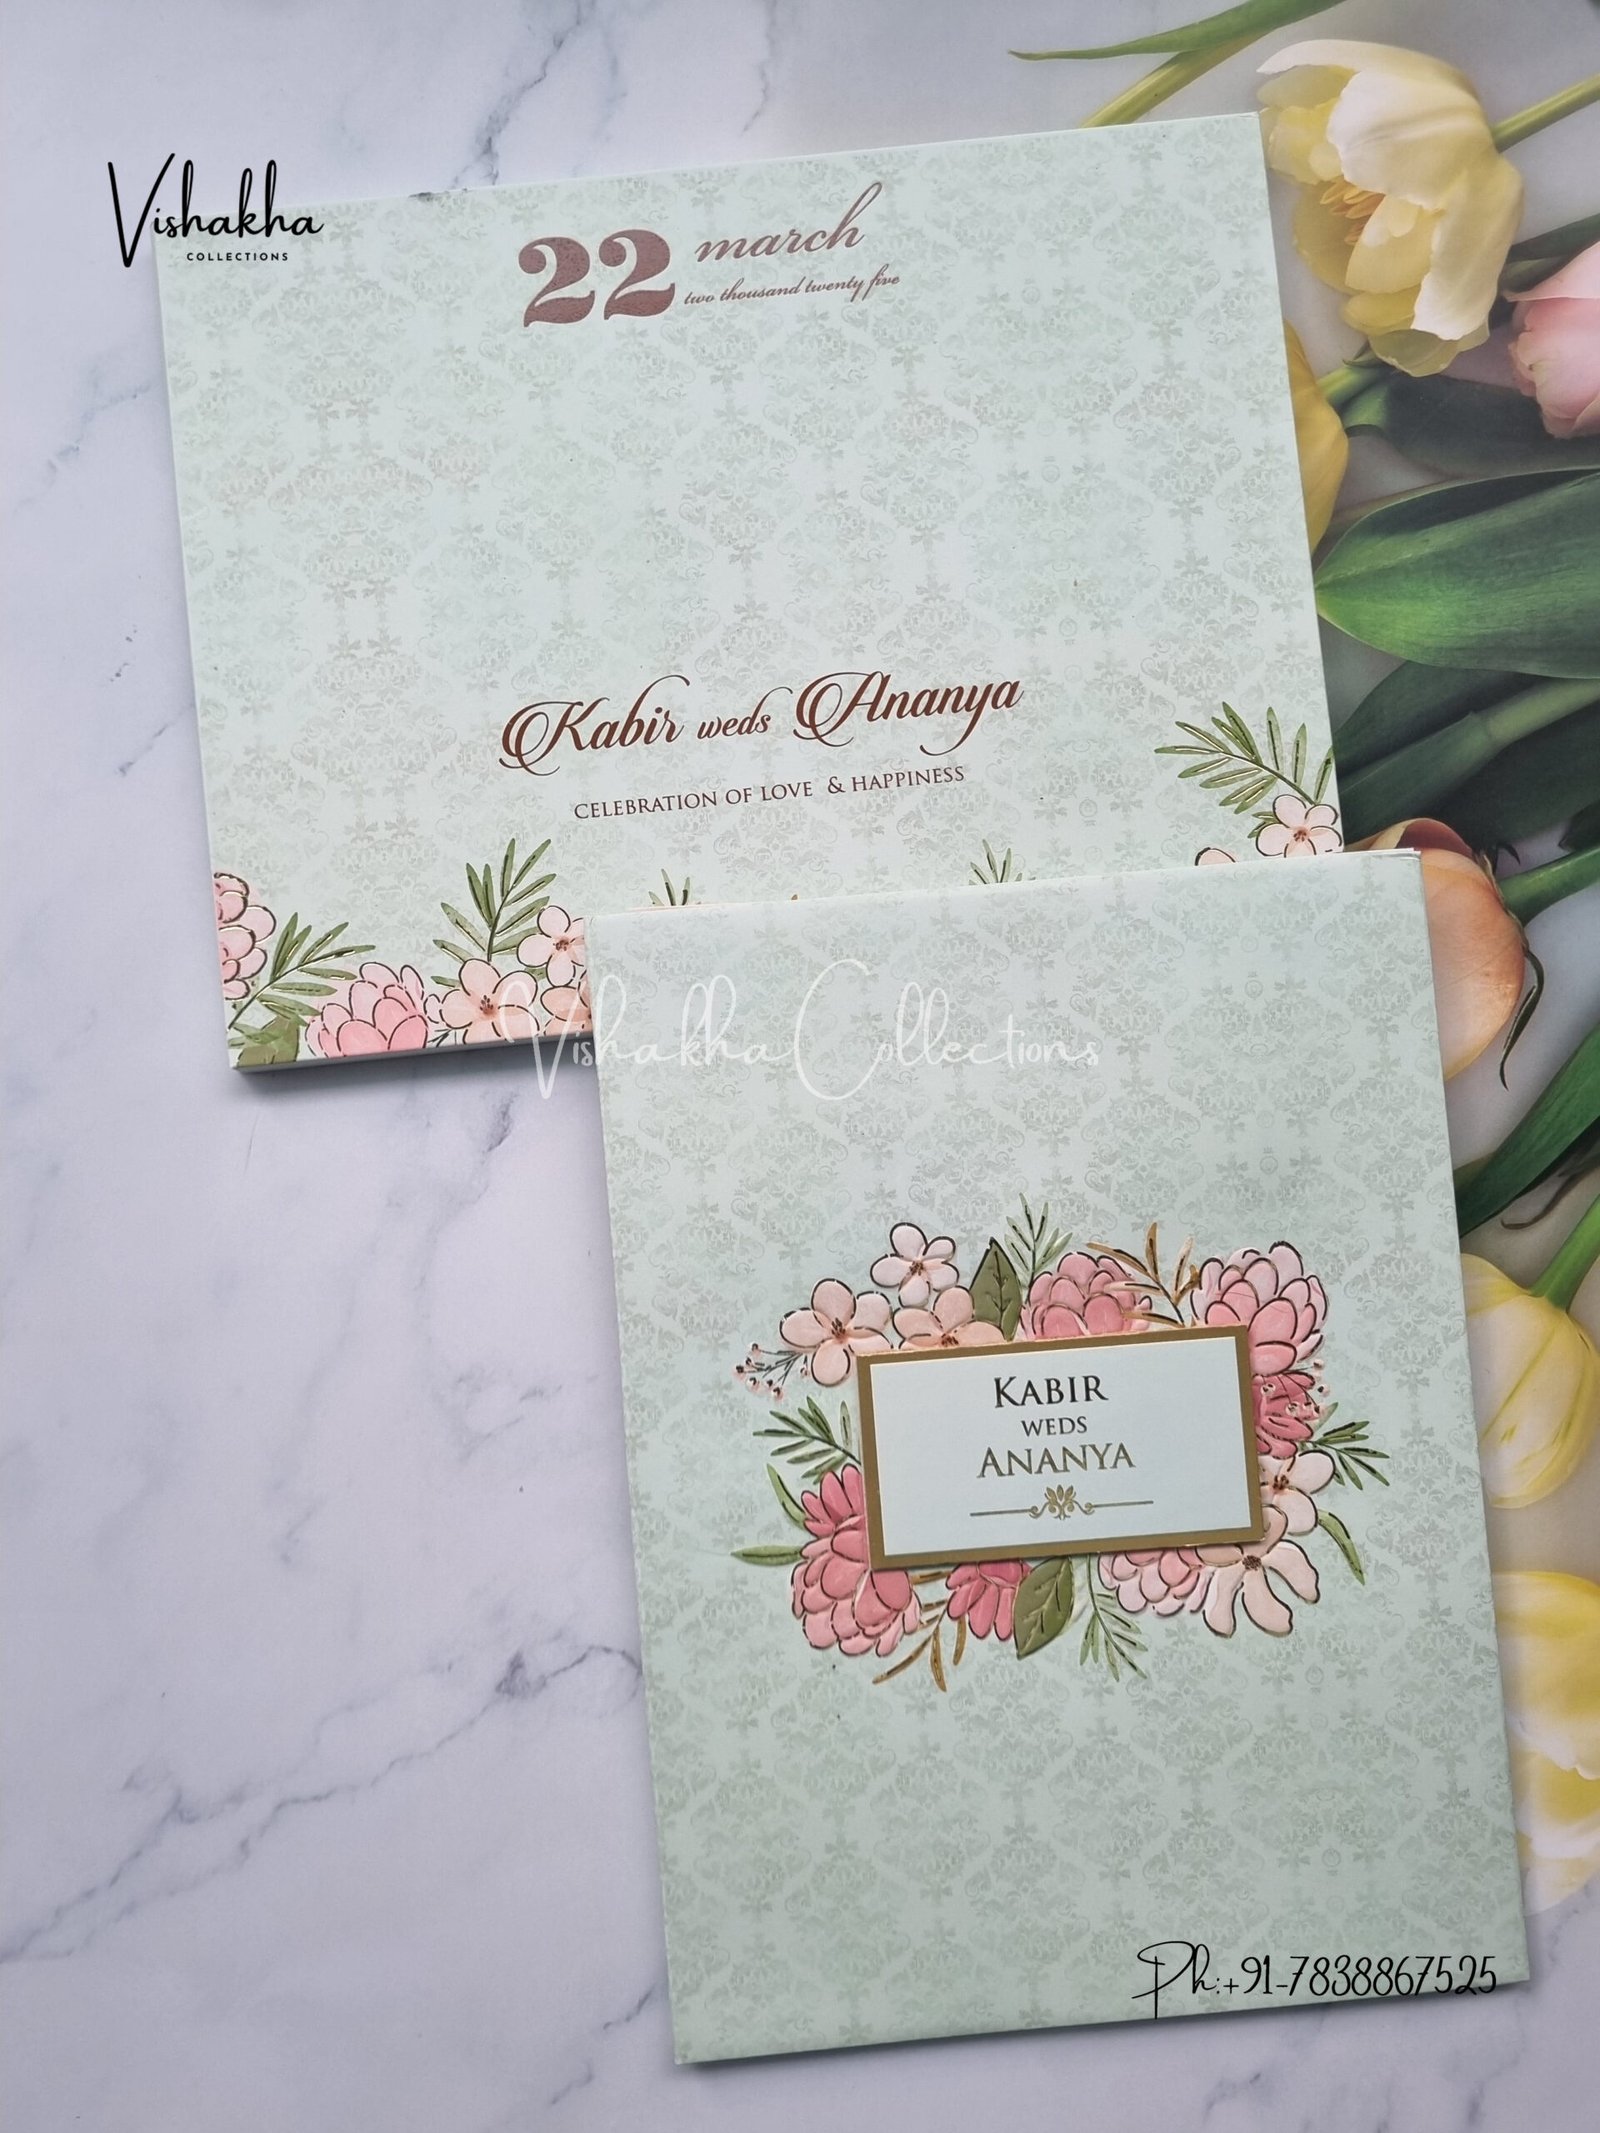 Vishakha
COLLECTIONS
22 march
two thousand twenty five
Kabir weds Ananya
CELEBRATION OF LOVE & HAPPINESS
Vishakha Collections
KABIR
WEDS
ANANYA
Ph:+91-7838867525